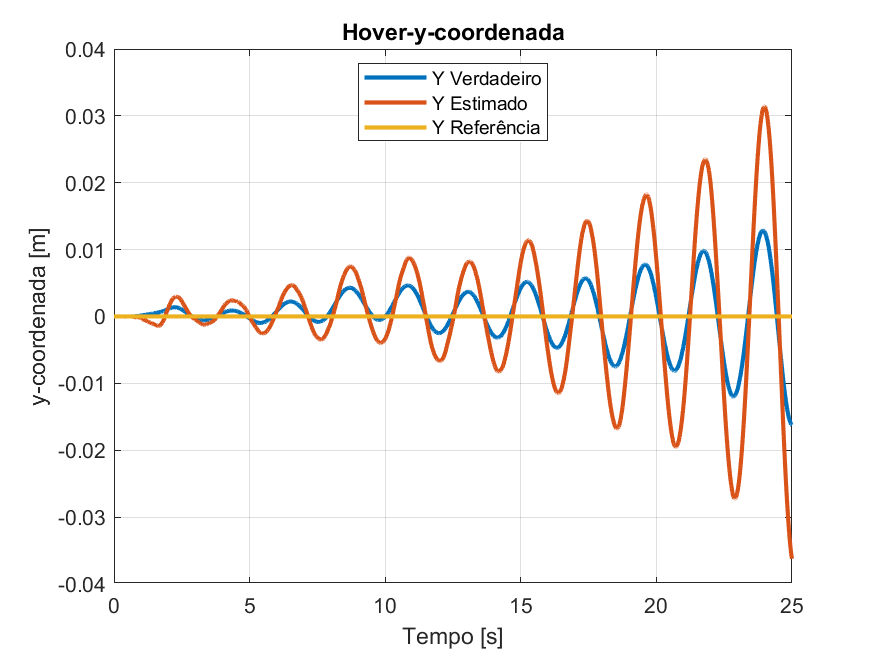 Hover-y-coordenada
0.04
0.03
0.02
0.01
0
-0.01
-0.02
-0.03
-0.04
y-coordenada [m]
Y Verdadeiro
Y Estimado
Y Referência
0 5 10 15 20 25
Tempo [s]